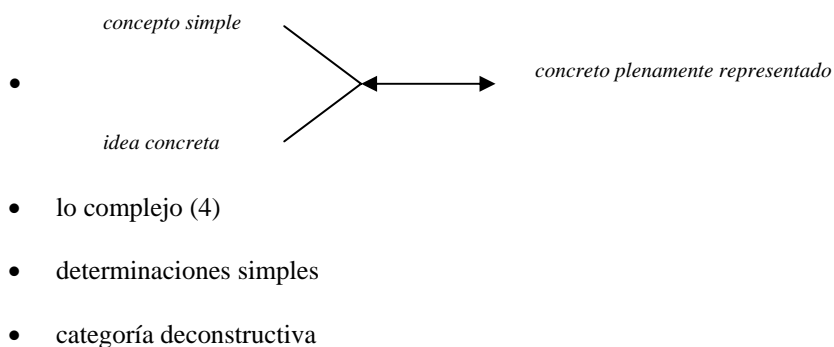 concepto simple
concreto plenamente representado
idea concreta
• lo complejo (4)
• determinaciones simples
• categoría deconstructiva